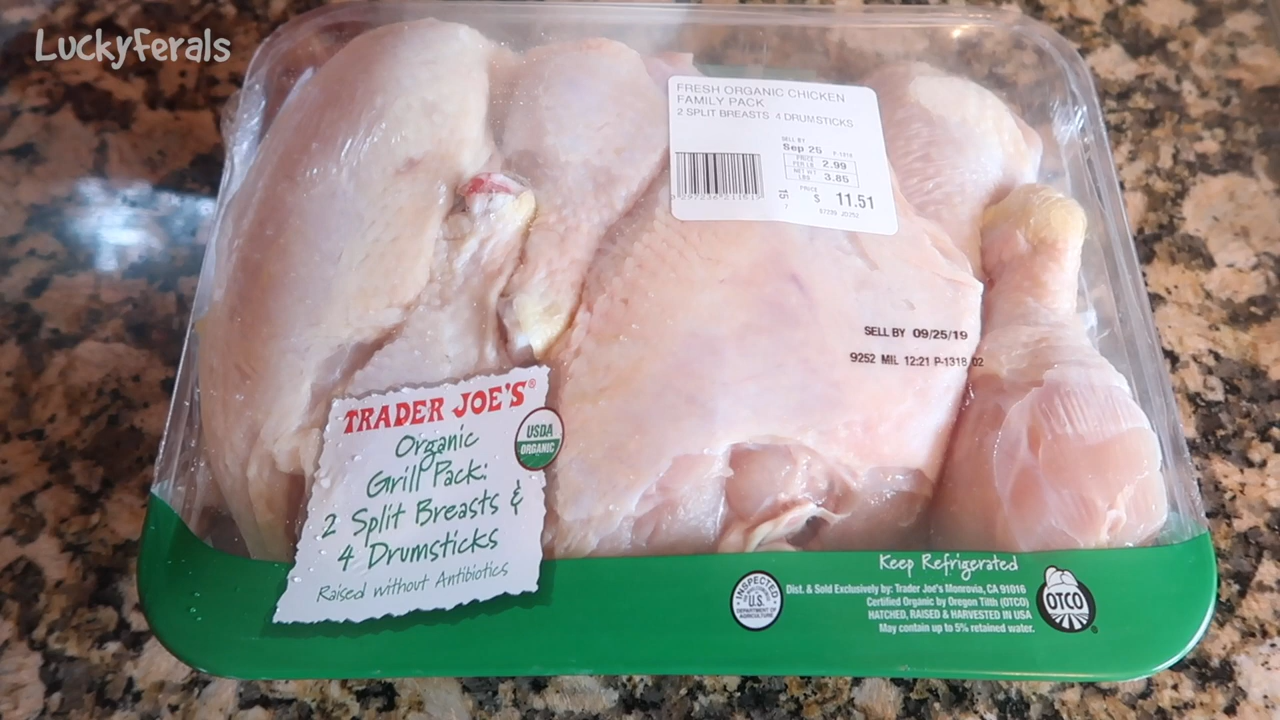 LuckyFerals
FRESH ORGANIC CHICKEN
FAMILY PACK
2 SPLIT BREASTS 4 DRUMSTICKS
SELL BY
Sep 25 P-1318
PRICE PER LB 2.99
NET WT LBS 3.85
PRICE
$ 11.51
SELL BY 09/25/19
9252 MIL 12:21 P-1318 02
TRADER JOE'S®
Organic
Grill Pack:
2 Split Breasts &
4 Drumsticks
Raised without Antibiotics
USDA
ORGANIC
Keep Refrigerated
Dist. & Sold Exclusively by: Trader Joe's Monrovia, CA 91016
Certified Organic by Oregon Tilth (OTCO)
HATCHED, RAISED & HARVESTED IN USA
May contain up to 5% retained water.
INSPECTED
U.S.
DEPARTMENT OF
AGRICULTURE
OTCO